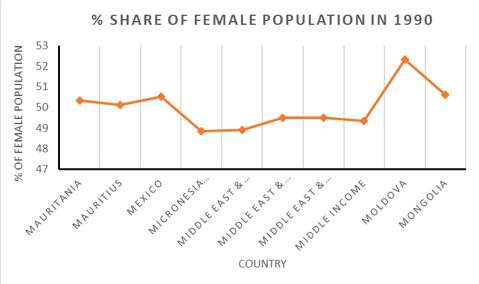 % SHARE OF FEMALE POPULATION IN 1990
% OF FEMALE POPULATION
53
52
51
50
49
48
47
MAURITANIA
MAURITIUS
MEXICO
MICRONESIA...
MIDDLE EAST &...
MIDDLE EAST &...
MIDDLE EAST &...
MIDDLE INCOME
MOLDOVA
MONGOLIA
COUNTRY